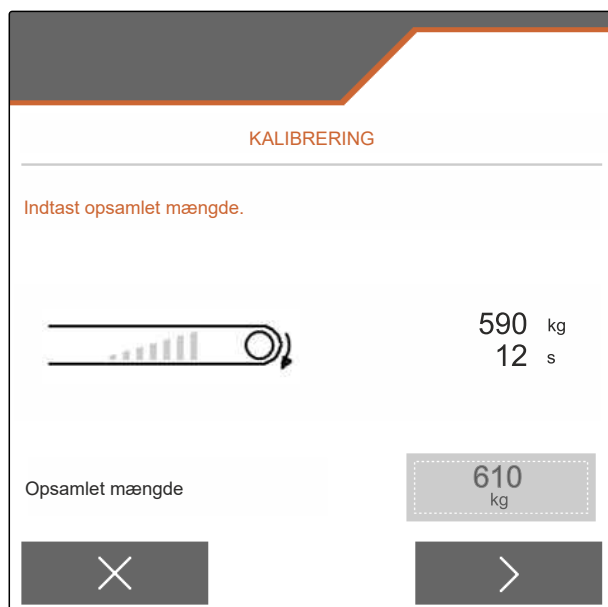 KALIBRERING
Indtast opsamlet mængde.
590 kg
12 s
Opsamlet mængde
610
kg